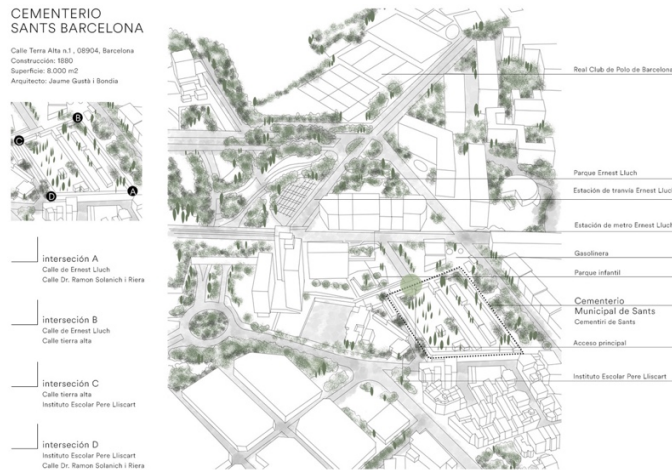 CEMENTERIO
SANTS BARCELONA
Calle Terra Alta n.1 , 08904, Barcelona
Construcción: 1880
Superficie: 8.000 m2
Arquitecto: Jaume Gustà i Bondia
B
C
A
D
interseción A
Calle de Ernest Lluch
Calle Dr. Ramon Solanich i Riera
interseción B
Calle de Ernest Lluch
Calle tierra alta
interseción C
Calle tierra alta
Instituto Escolar Pere Lliscart
interseción D
Instituto Escolar Pere Lliscart
Calle Dr. Ramon Solanich i Riera
Real Club de Polo de Barcelona
Parque Ernest Lluch
Estación de tranvía Ernest Lluch
Estación de metro Ernest Lluch
Gasolinera
Parque infantil
Cementerio
Municipal de Sants
Cementiri de Sants
Acceso principal
Instituto Escolar Pere Lliscart